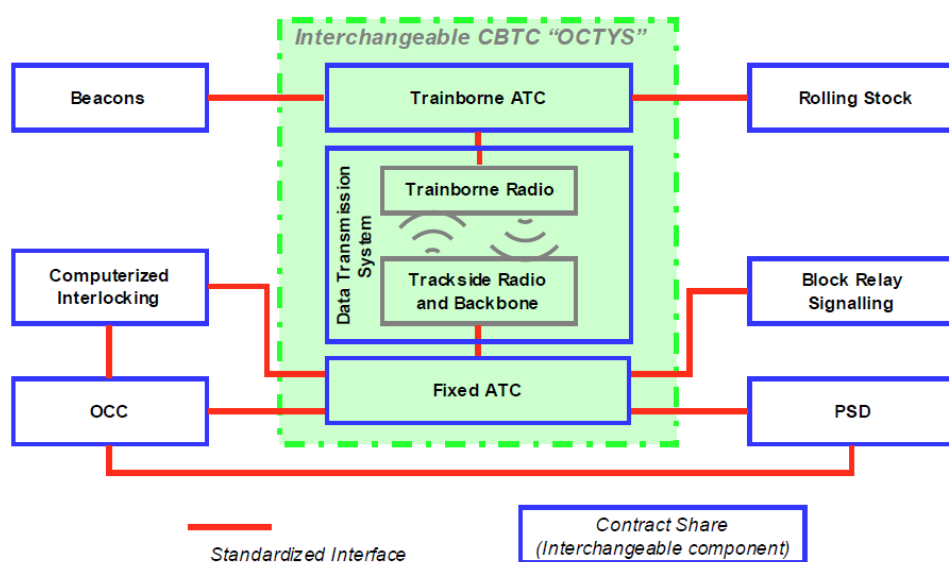 Interchangeable CBTC "OCTYS"
Beacons
Trainborne ATC
Rolling Stock
Data Transmission
System
Trainborne Radio
Trackside Radio
and Backbone
Computerized
Interlocking
Block Relay
Signalling
OCC
Fixed ATC
PSD
Standardized Interface
Contract Share
(Interchangeable component)